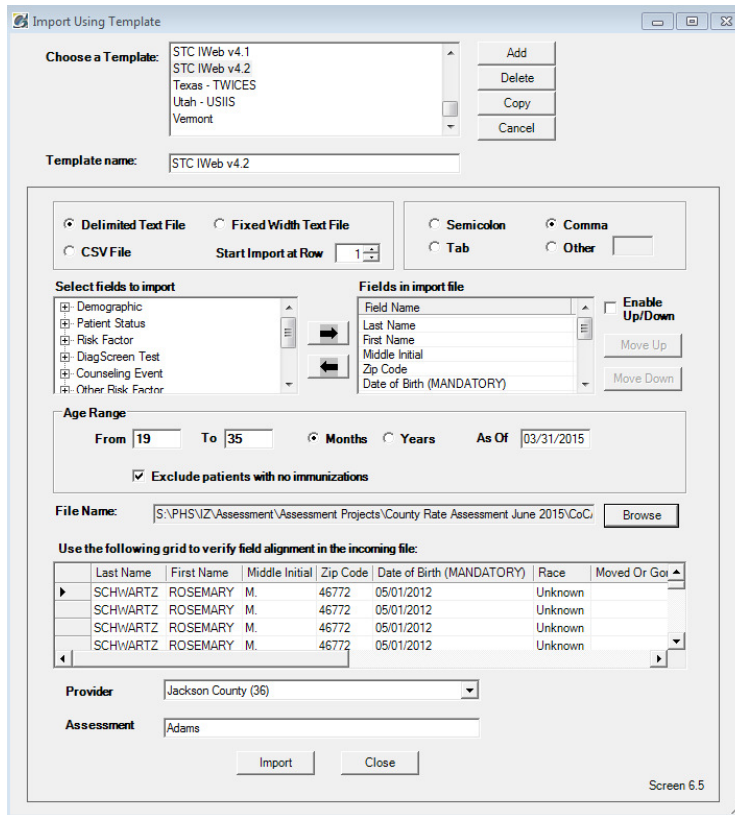 Import Using Template
Choose a Template:
STC IWeb v4.1
STC IWeb v4.2
Texas - TWICES
Utah - USIIS
Vermont
Add
Delete
Copy
Cancel
Template name: STC IWeb v4.2
Delimited Text File Fixed Width Text File
CSV File Start Import at Row 1
Semicolon Comma
Tab Other
Select fields to import
Demographic
Patient Status
Risk Factor
DiagScreen Test
Counseling Event
Other Risk Factor
Fields in import file
Field Name
Last Name
First Name
Middle Initial
Zip Code
Date of Birth (MANDATORY)
Enable
Up/Down
Move Up
Move Down
Age Range
From 19 To 35 Months Years As Of 03/31/2015
Exclude patients with no immunizations
File Name: S:\PHS\IZ\Assessment\Assessment Projects\County Rate Assessment June 2015\CoC Browse
Use the following grid to verify field alignment in the incoming file:
Last Name First Name Middle Initial Zip Code Date of Birth (MANDATORY) Race Moved Or Gor
SCHWARTZ ROSEMARY M. 46772 05/01/2012 Unknown
SCHWARTZ ROSEMARY M. 46772 05/01/2012 Unknown
SCHWARTZ ROSEMARY M. 46772 05/01/2012 Unknown
SCHWARTZ ROSEMARY M. 46772 05/01/2012 Unknown
Provider Jackson County (36)
Assessment Adams
Import Close
Screen 6.5